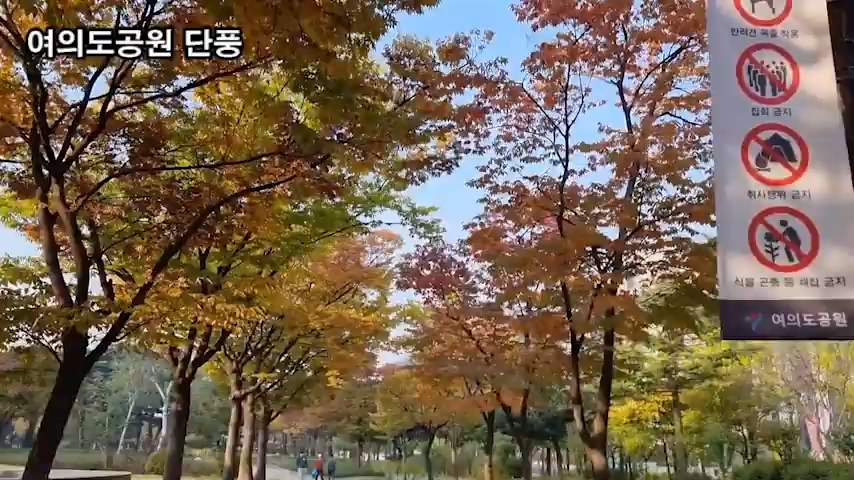 여의도공원 단풍
반려견 목줄 착용
집회 금지
취사행위 금지
식물 곤충 등 채집 금지
여의도공원